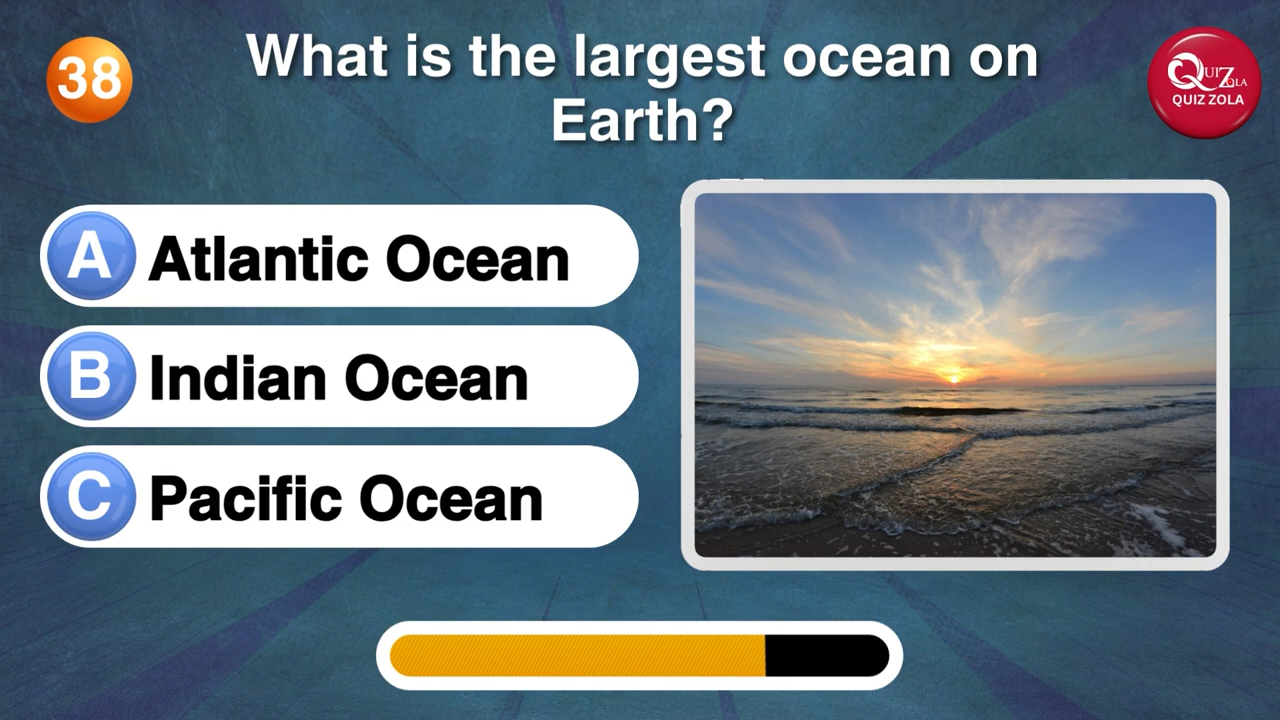 38
What is the largest ocean on
Earth?
QUIZ ZOLA
QUIZ ZOLA
A Atlantic Ocean
B Indian Ocean
C Pacific Ocean